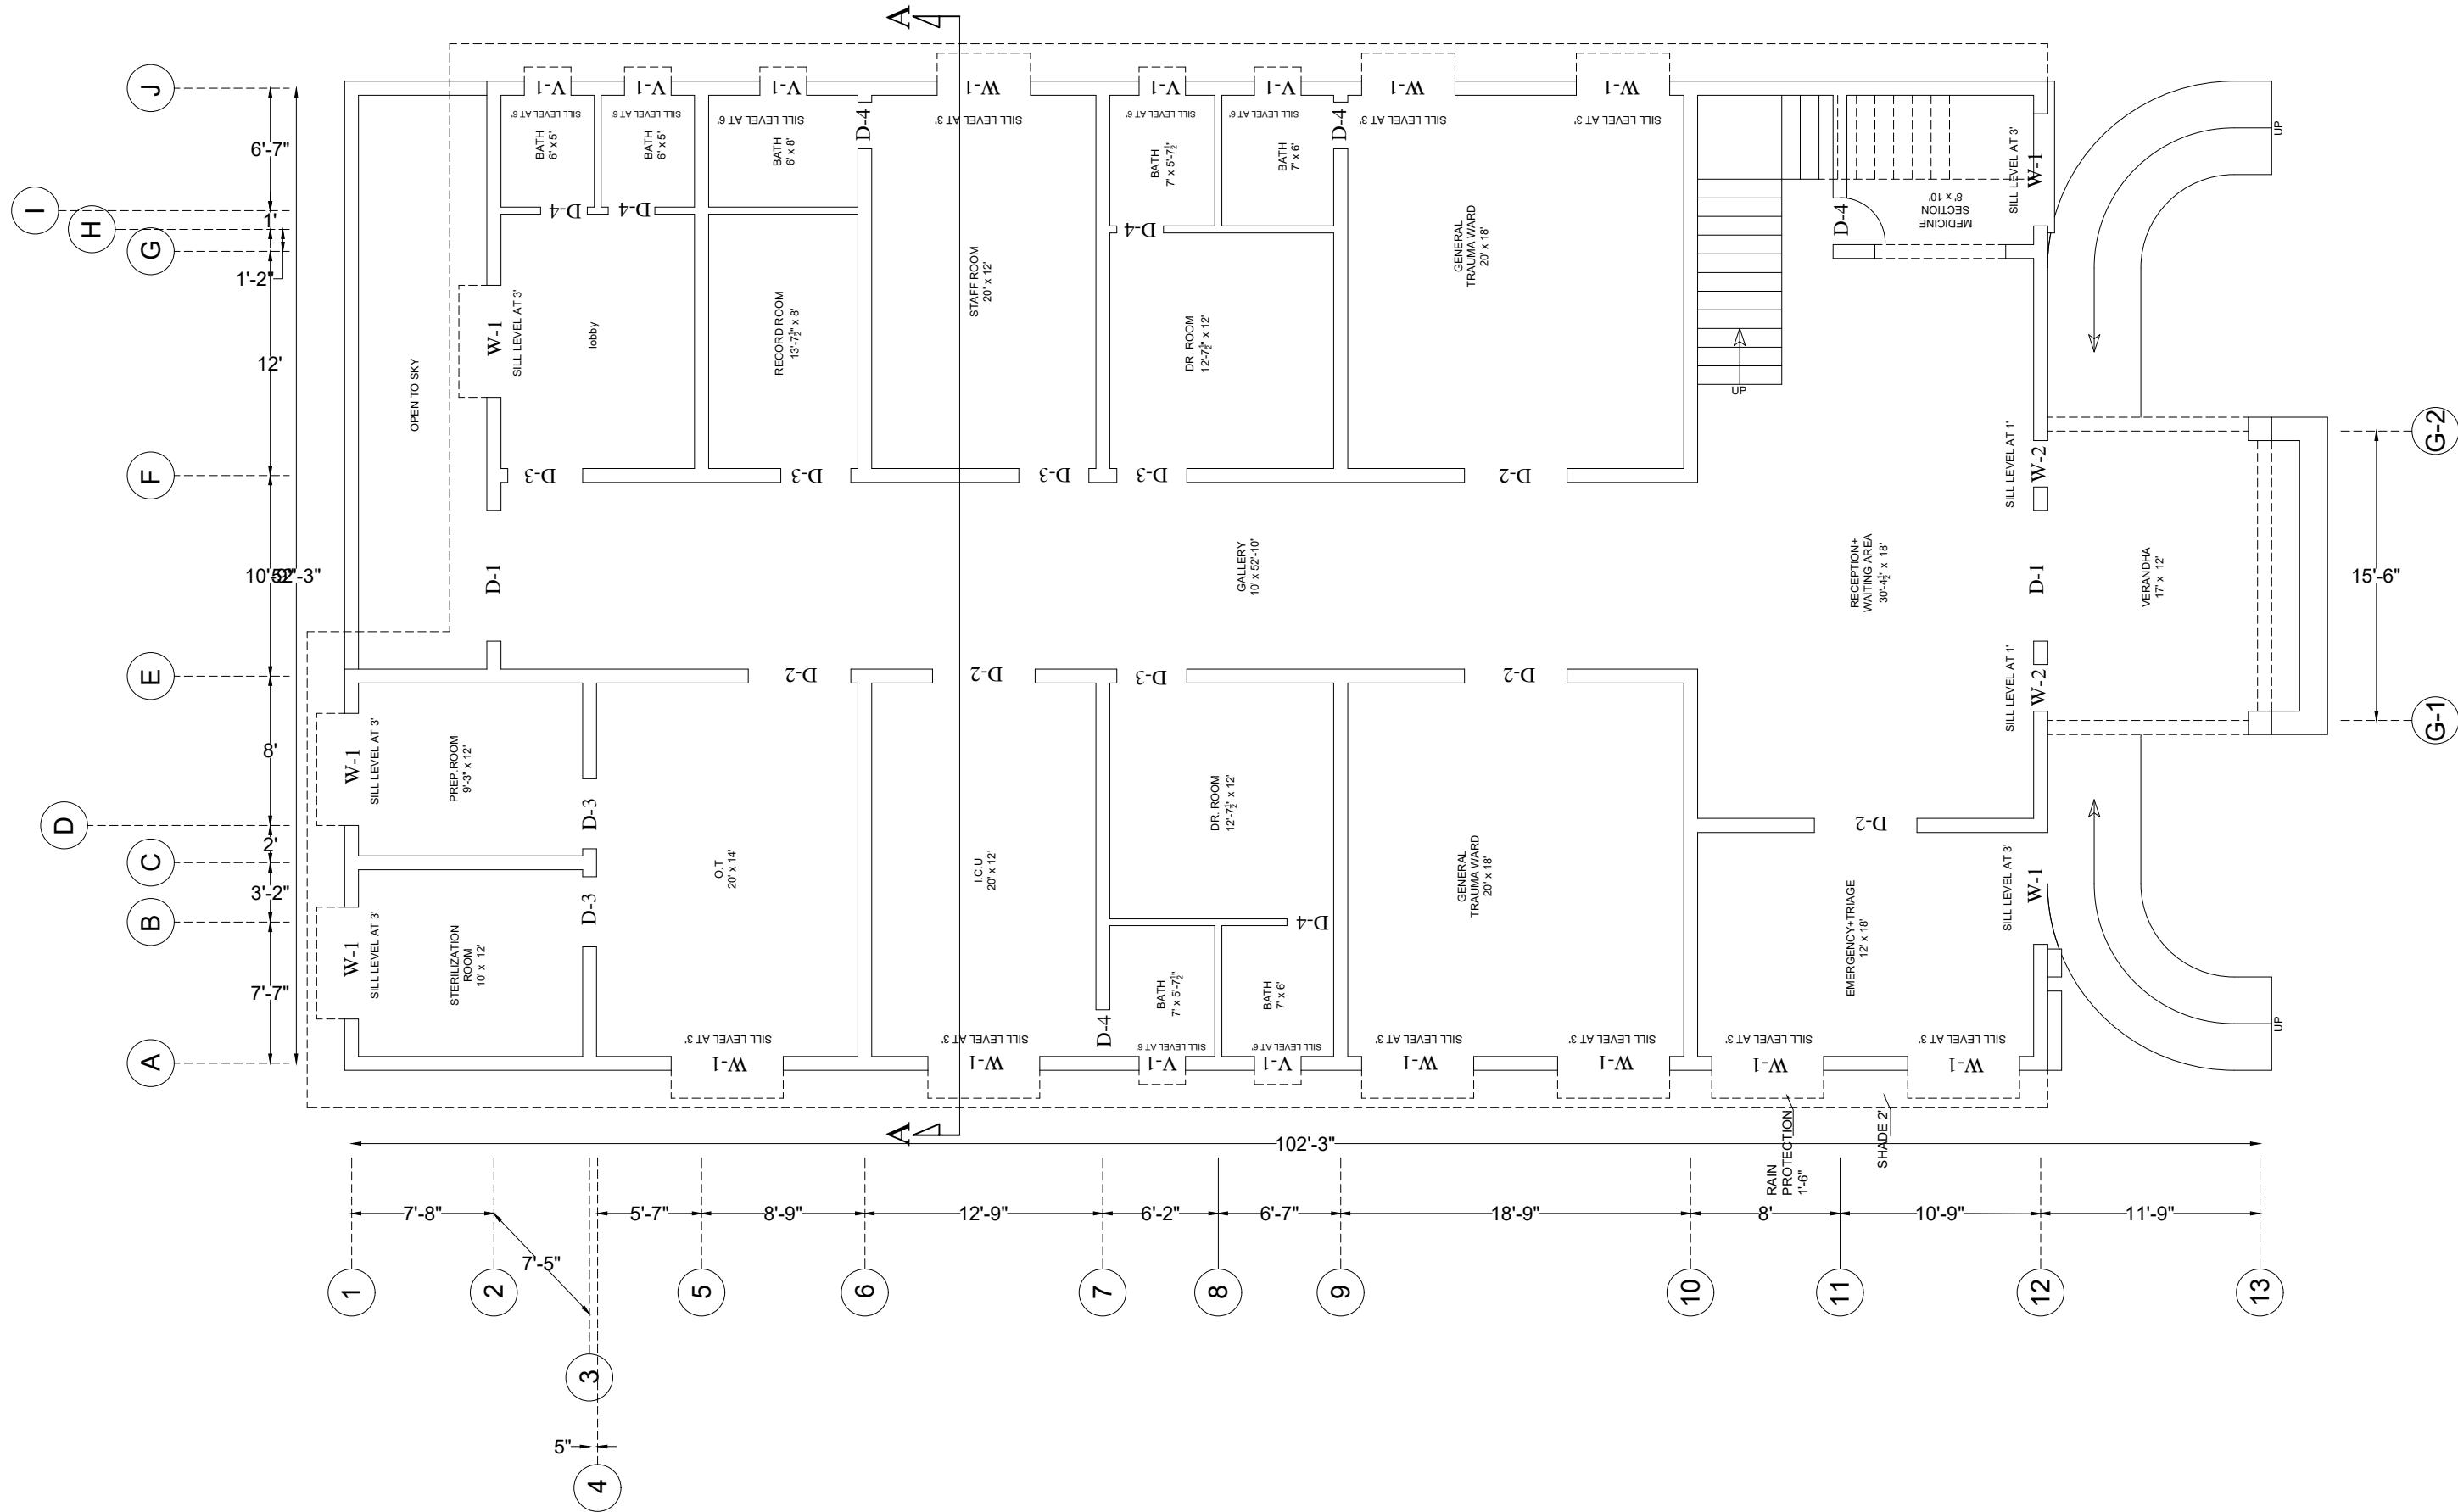 A
J
I
H
G
F
E
D
C
B
A
6'-7"
1'
1'-2"
12'
10'-9"
52'-3"
8'
2'
3'-2"
7'-7"
V-1
SILL LEVEL AT 6'
BATH
6' x 5'
D-4
V-1
SILL LEVEL AT 6'
BATH
6' x 5'
D-4
V-1
SILL LEVEL AT 6'
BATH
6' x 8'
D-4
W-1
SILL LEVEL AT 3'
STAFF ROOM
20' x 12'
V-1
SILL LEVEL AT 6'
BATH
7' x 5'-7½"
D-4
V-1
SILL LEVEL AT 6'
BATH
7' x 6'
D-4
W-1
SILL LEVEL AT 3'
W-1
SILL LEVEL AT 3'
GENERAL
TRAUMA WARD
20' x 18'
D-4
MEDICINE
SECTION
8' x 10'
W-1
SILL LEVEL AT 3'
UP
UP
OPEN TO SKY
W-1
SILL LEVEL AT 3'
lobby
RECORD ROOM
13'-7½" x 8'
DR. ROOM
12'-7½" x 12'
D-3
D-3
D-3
D-3
D-2
D-1
GALLERY
10' x 52'-10"
RECEPTION+
WAITING AREA
30'-4½" x 18'
SILL LEVEL AT 1'
W-2
D-1
SILL LEVEL AT 1'
W-2
VERANDHA
17' x 12'
G-2
15'-6"
G-1
D-2
D-2
D-3
D-2
W-1
SILL LEVEL AT 3'
PREP.ROOM
9'-3" x 12'
D-3
W-1
SILL LEVEL AT 3'
STERILIZATION
ROOM
10' x 12'
D-3
O.T
20' x 14'
SILL LEVEL AT 3'
W-1
I.C.U
20' x 12'
SILL LEVEL AT 3'
W-1
DR. ROOM
12'-7½" x 12'
D-4
BATH
7' x 5'-7½"
D-4
SILL LEVEL AT 6'
V-1
BATH
7' x 6'
SILL LEVEL AT 6'
V-1
GENERAL
TRAUMA WARD
20' x 18'
SILL LEVEL AT 3'
W-1
SILL LEVEL AT 3'
W-1
D-2
EMERGENCY+TRIAGE
12' x 18'
SILL LEVEL AT 3'
W-1
SILL LEVEL AT 3'
W-1
SILL LEVEL AT 3'
W-1
UP
A
RAIN
PROTECTION
1'-6"
SHADE 2'
102'-3"
7'-8"
7'-5"
5'-7"
8'-9"
12'-9"
6'-2"
6'-7"
18'-9"
8'
10'-9"
11'-9"
1
2
3
5"
4
5
6
7
8
9
10
11
12
13